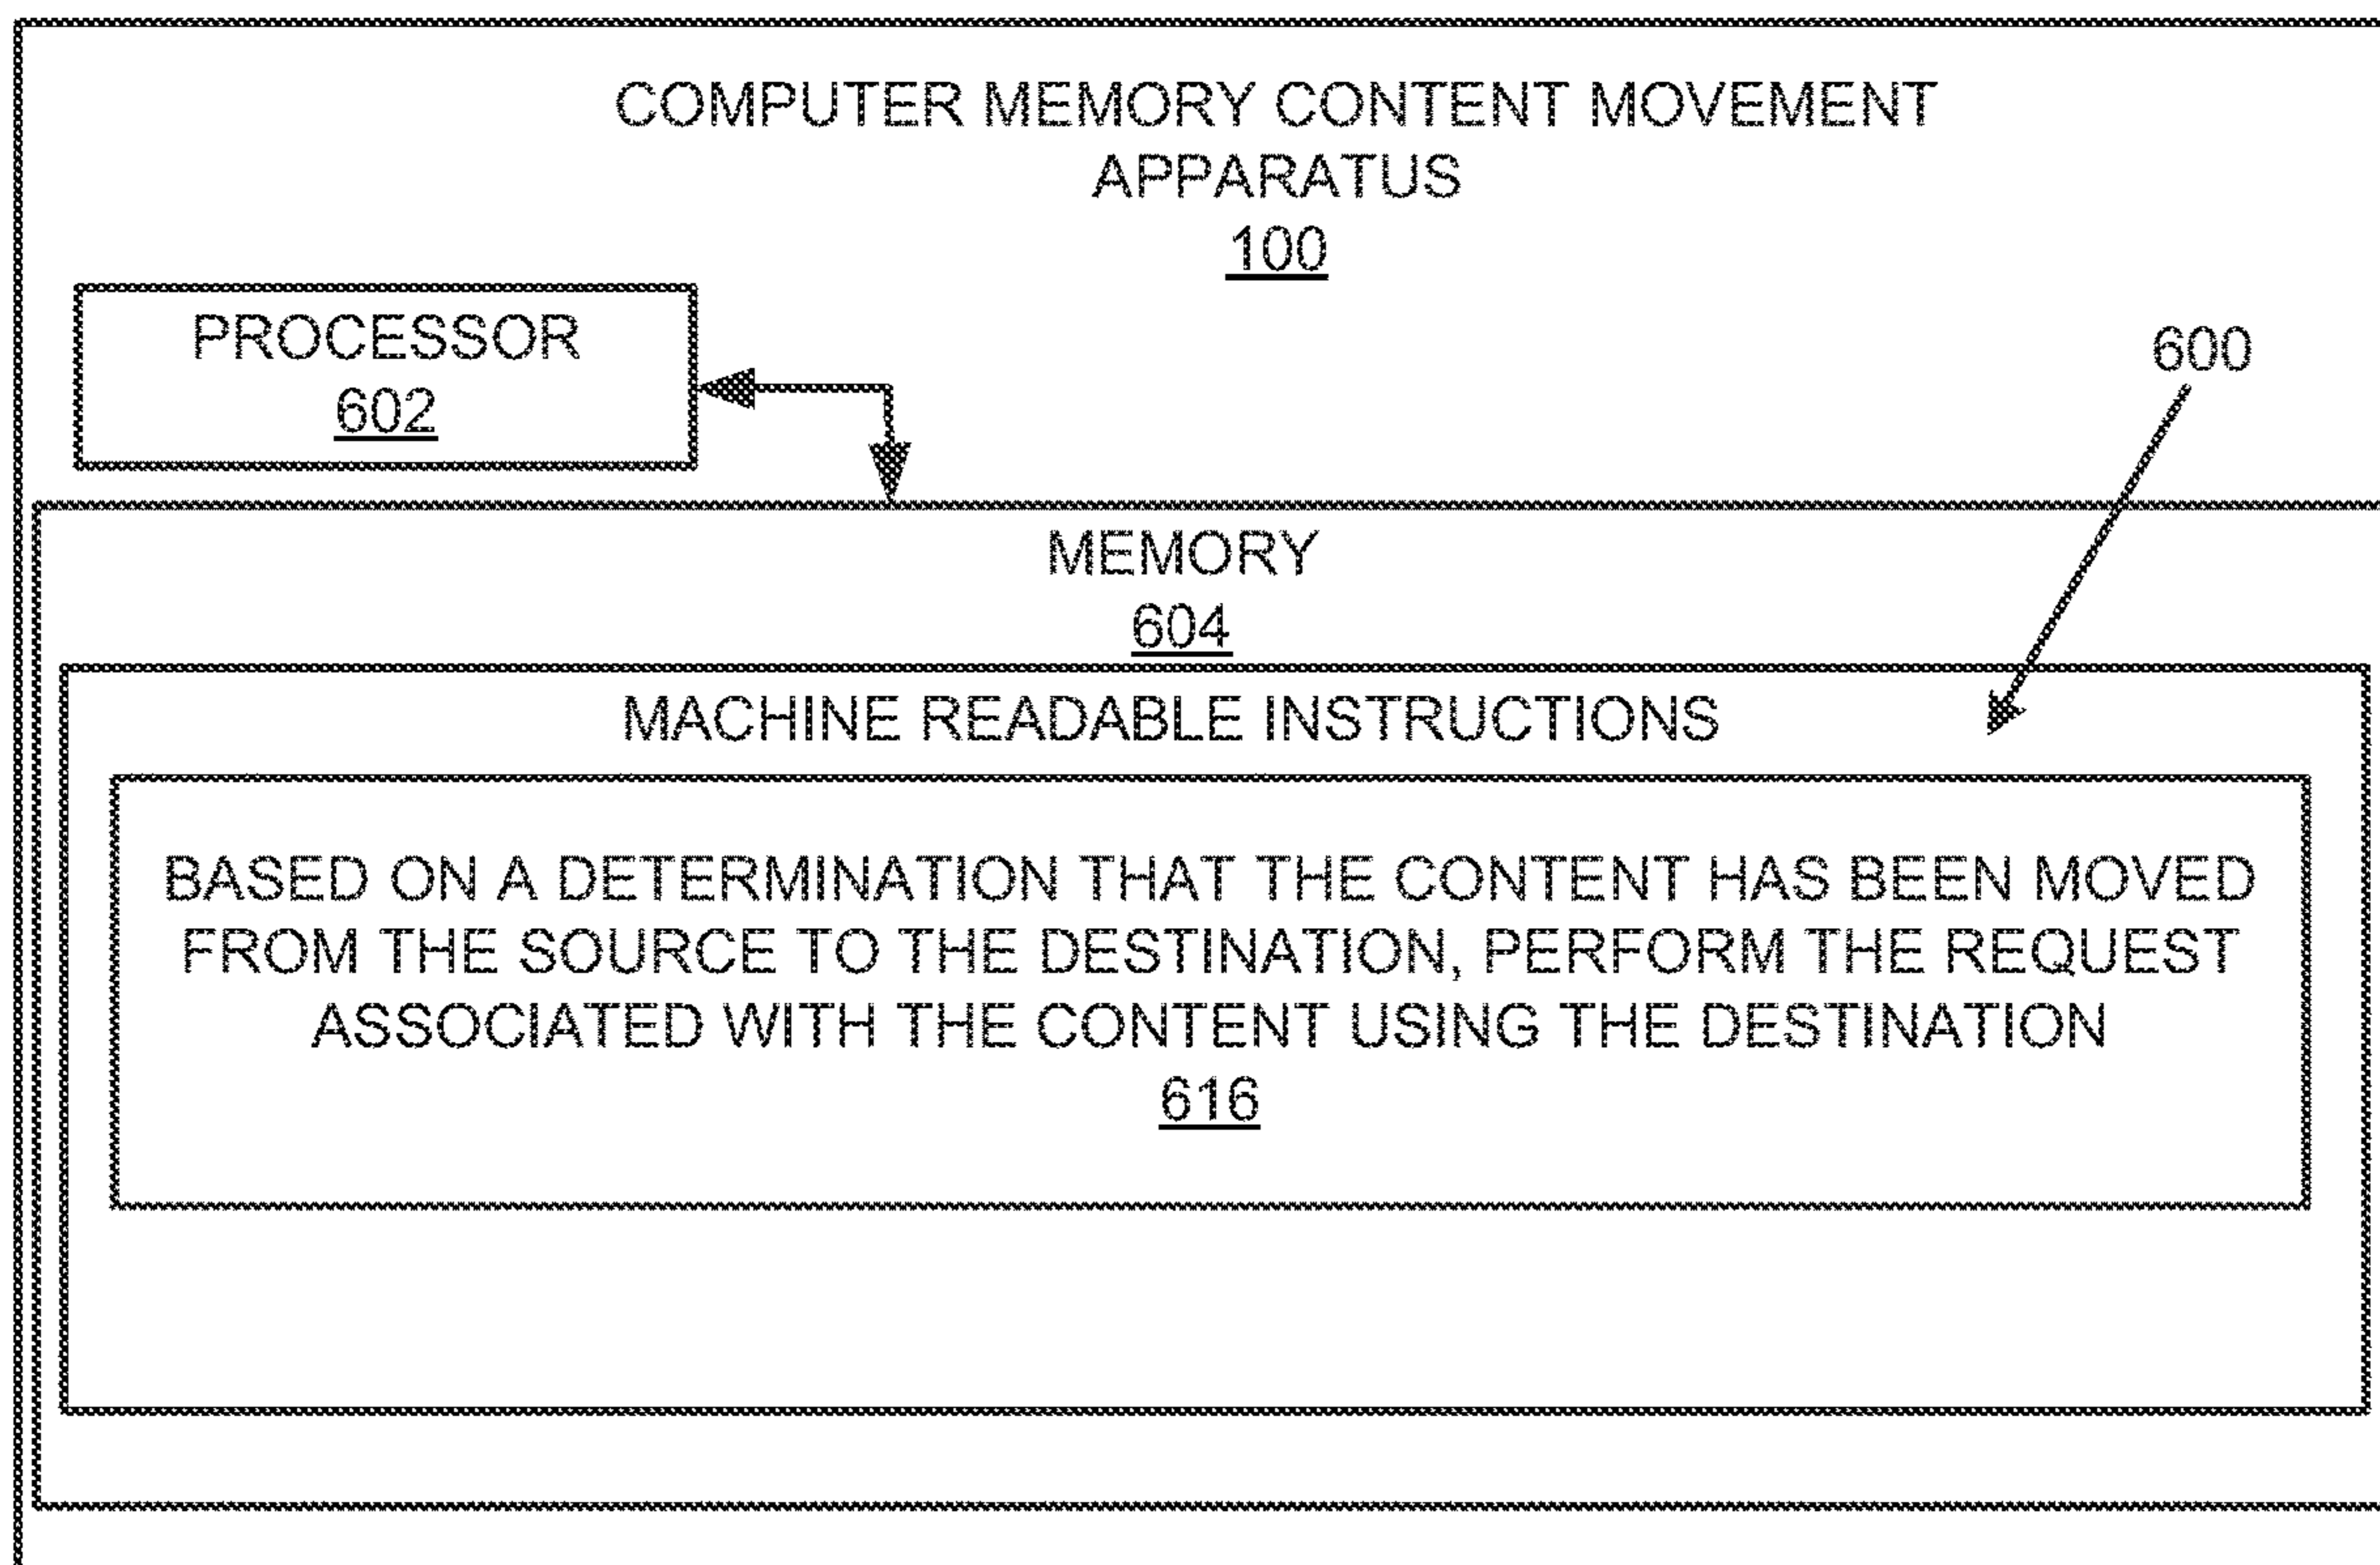 COMPUTER MEMORY CONTENT MOVEMENT
APPARATUS
100
PROCESSOR
602
600
MEMORY
604
MACHINE READABLE INSTRUCTIONS
BASED ON A DETERMINATION THAT THE CONTENT HAS BEEN MOVED
FROM THE SOURCE TO THE DESTINATION, PERFORM THE REQUEST
ASSOCIATED WITH THE CONTENT USING THE DESTINATION
616